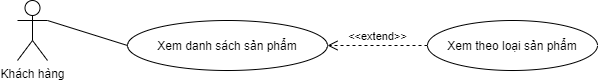 Khách hàng
Xem danh sách sản phẩm
<<extend>>
Xem theo loại sản phẩm